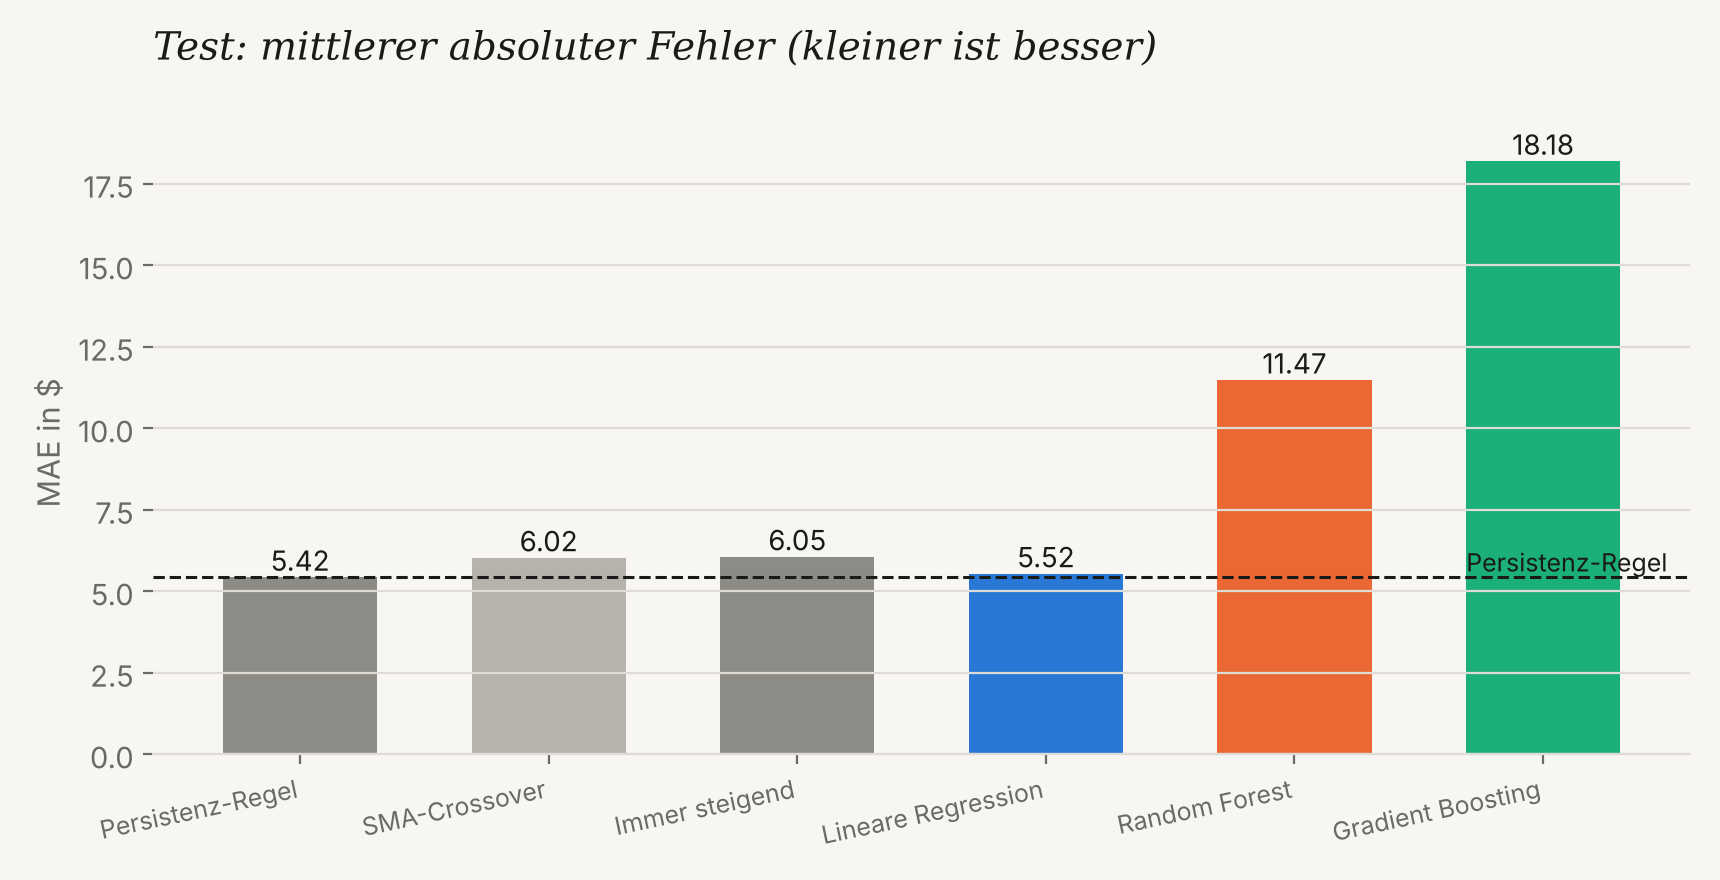 Test: mittlerer absoluter Fehler (kleiner ist besser)
MAE in $
17.5
15.0
12.5
10.0
7.5
5.0
2.5
0.0
5.42
6.02
6.05
5.52
11.47
18.18
Persistenz-Regel
Persistenz-Regel
SMA-Crossover
Immer steigend
Lineare Regression
Random Forest
Gradient Boosting